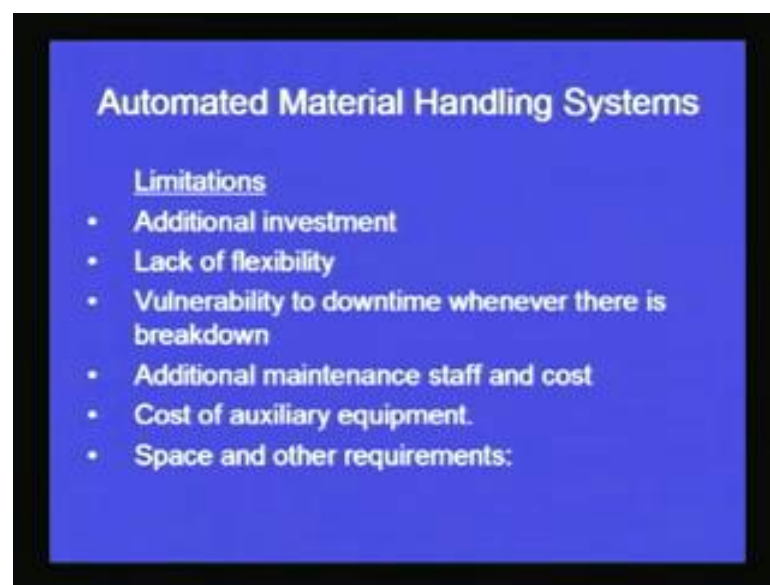 Automated Material Handling Systems
Limitations
• Additional investment
• Lack of flexibility
• Vulnerability to downtime whenever there is
breakdown
• Additional maintenance staff and cost
• Cost of auxiliary equipment.
• Space and other requirements: